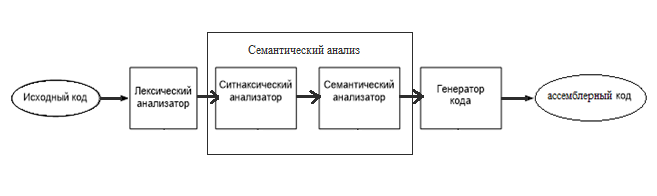 Семантический анализ
Исходный код
Лексический
анализатор
Ситнаксический
анализатор
Семантический
анализатор
Генератор
кода
ассемблерный код